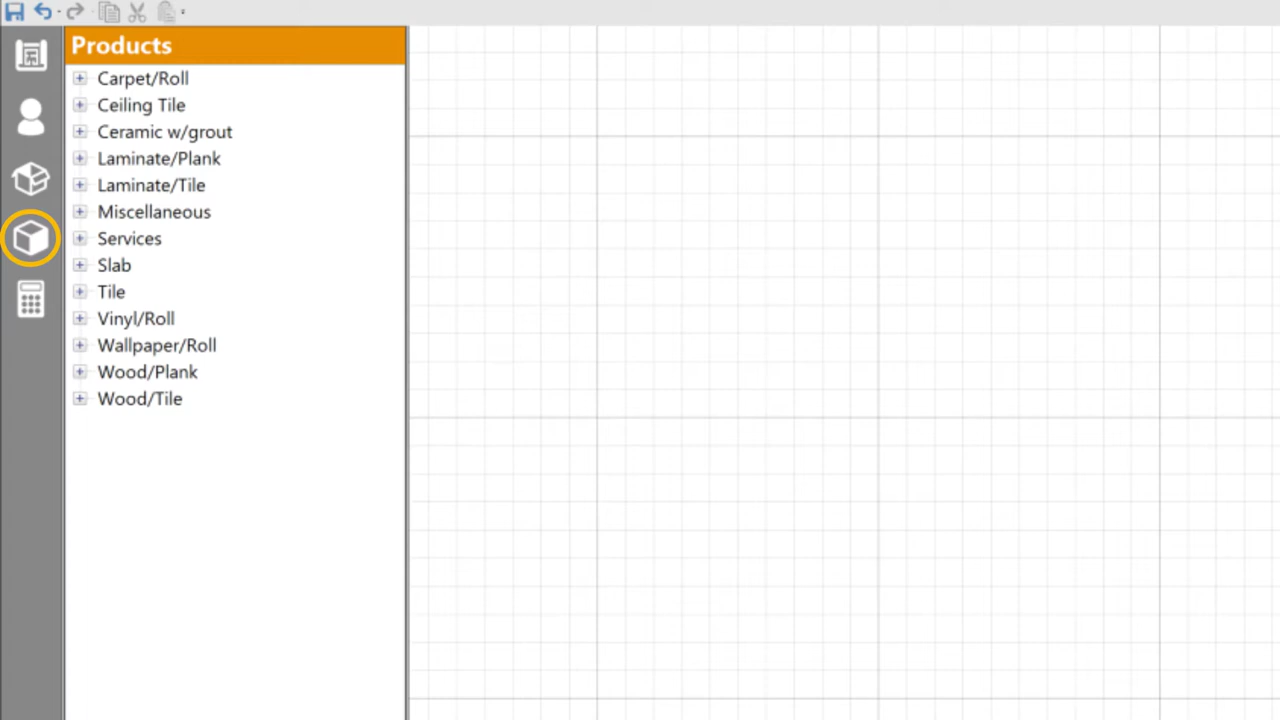 Products
Carpet/Roll
Ceiling Tile
Ceramic w/grout
Laminate/Plank
Laminate/Tile
Miscellaneous
Services
Slab
Tile
Vinyl/Roll
Wallpaper/Roll
Wood/Plank
Wood/Tile